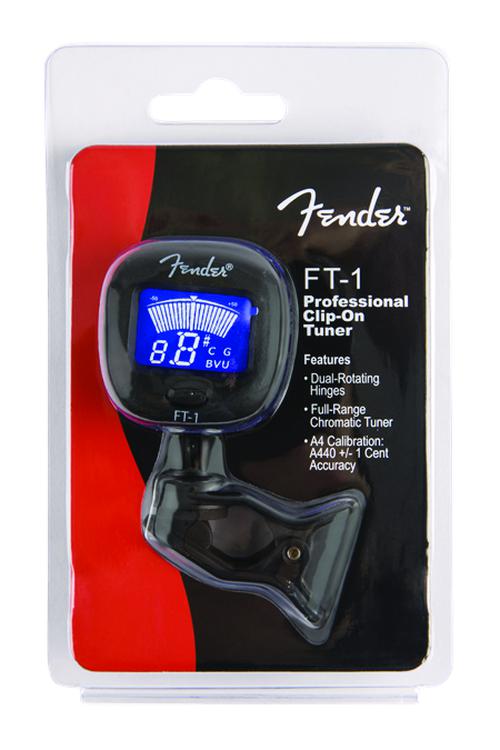 Fender™
FT-1
Professional
Clip-On
Tuner
Features
• Dual-Rotating
Hinges
• Full-Range
Chromatic Tuner
• A4 Calibration:
A440 +/- 1 Cent
Accuracy
Fender®
-50 +50
8.8# C G
BVU
FT-1